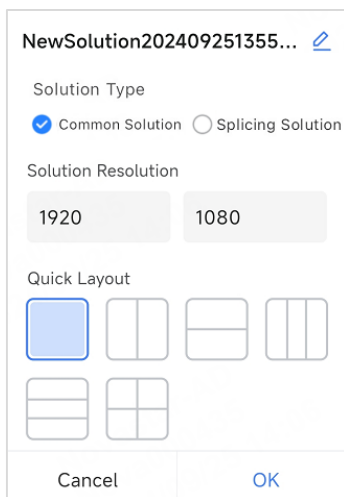 NewSolution202409251355...
Solution Type
Common Solution Splicing Solution
Solution Resolution
1920 1080
Quick Layout
Cancel OK